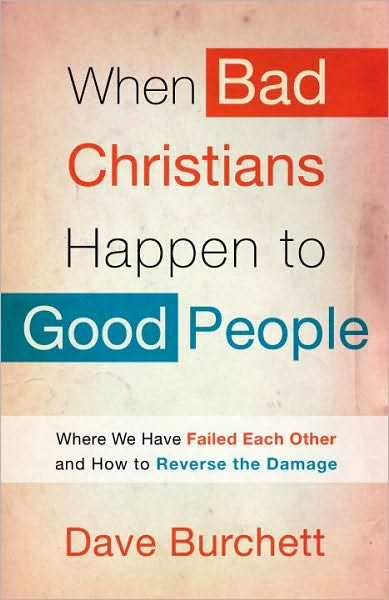 When Bad
Christians
Happen to
Good People
Where We Have Failed Each Other
and How to Reverse the Damage
Dave Burchett